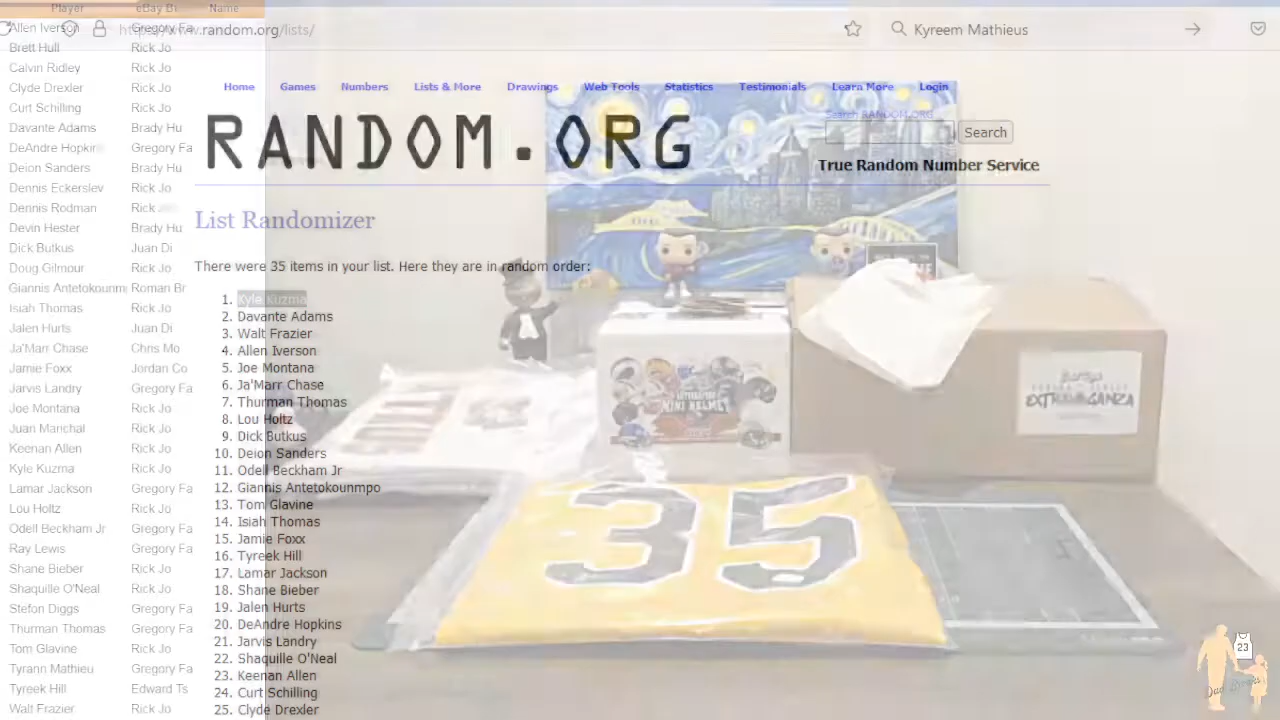 Player eBay Bi Name
https://www.random.org/lists/
Kyreem Mathieus
Allen Iverson Gregory Fa
Brett Hull Rick Jo
Calvin Ridley Rick Jo
Clyde Drexler Rick Jo
Curt Schilling Rick Jo
Davante Adams Brady Hu
DeAndre Hopkin Gregory Fa
Deion Sanders Brady Hu
Dennis Eckersley Rick Jo
Dennis Rodman Rick
Devin Hester Brady Hu
Dick Butkus Juan Di
Doug Gilmour Rick Jo
Giannis Antetokounm Roman Br
Isiah Thomas Rick Jo
Jalen Hurts Juan Di
Ja'Marr Chase Chris Mo
Jamie Foxx Jordan Co
Jarvis Landry Gregory Fa
Joe Montana Rick Jo
Juan Marichal Rick Jo
Keenan Allen Rick Jo
Kyle Kuzma Rick Jo
Lamar Jackson Gregory Fa
Lou Holtz Rick Jo
Odell Beckham Jr Gregory Fa
Ray Lewis Gregory Fa
Shane Bieber Rick Jo
Shaquille O'Neal Rick Jo
Stefon Diggs Gregory Fa
Thurman Thomas Gregory Fa
Tom Glavine Rick Jo
Tyrann Mathieu Gregory Fa
Tyreek Hill Edward Ts
Walt Frazier Rick Jo
Home Games Numbers Lists & More Drawings Web Tools Statistics Testimonials Learn More Login
Search RANDOM.ORG
RANDOM.ORG
Search
True Random Number Service
List Randomizer
There were 35 items in your list. Here they are in random order:
1. Kyle Kuzma
2. Davante Adams
3. Walt Frazier
4. Allen Iverson
5. Joe Montana
6. Ja'Marr Chase
7. Thurman Thomas
8. Lou Holtz
9. Dick Butkus
10. Deion Sanders
11. Odell Beckham Jr
12. Giannis Antetokounmpo
13. Tom Glavine
14. Isiah Thomas
15. Jamie Foxx
16. Tyreek Hill
17. Lamar Jackson
18. Shane Bieber
19. Jalen Hurts
20. DeAndre Hopkins
21. Jarvis Landry
22. Shaquille O'Neal
23. Keenan Allen
24. Curt Schilling
25. Clyde Drexler
MINI HELMET
EXTRAVAGANZA
35
23
Dad Breaks